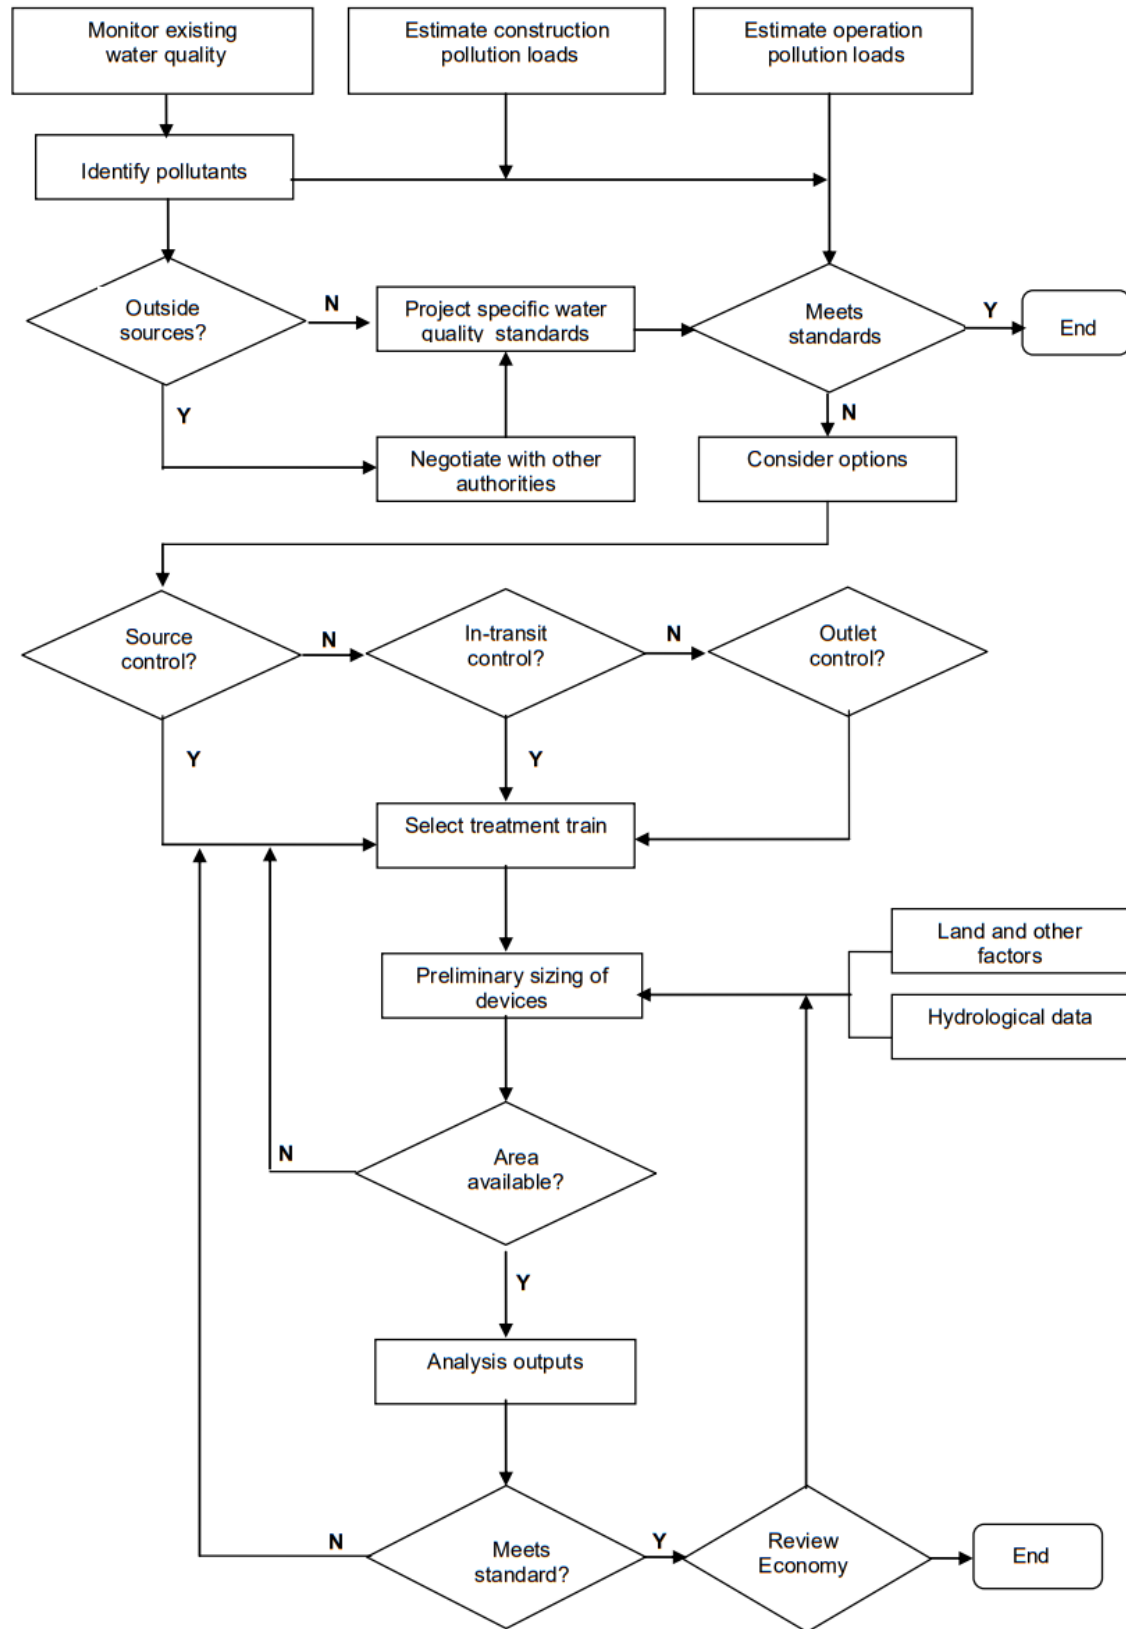 Monitor existing
water quality
Estimate construction
pollution loads
Estimate operation
pollution loads
Identify pollutants
Outside
sources?
N
Project specific water
quality  standards
Meets
standards
Y
End
Y
N
Negotiate with other
authorities
Consider options
Source
control?
N
In-transit
control?
N
Outlet
control?
Y
Y
Select treatment train
Land and other
factors
Preliminary sizing of
devices
Hydrological data
N
Area
available?
Y
Analysis outputs
N
Meets
standard?
Y
Review
Economy
End